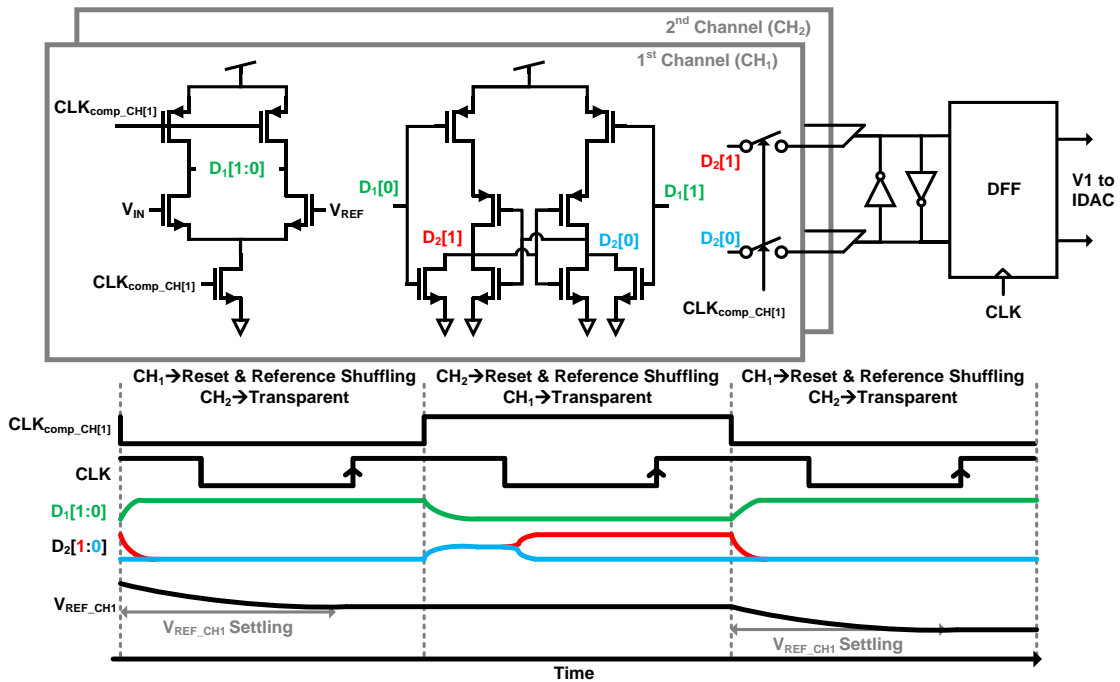 2nd Channel (CH2)
1st Channel (CH1)
CLKcomp_CH[1]
D1[1:0]
VIN
VREF
CLKcomp_CH[1]
D1[0]
D1[1]
D2[1]
D2[0]
D2[1]
D2[0]
CLKcomp_CH[1]
DFF
CLK
V1 to
IDAC
CH1→Reset & Reference Shuffling
CH2→Transparent
CH2→Reset & Reference Shuffling
CH1→Transparent
CH1→Reset & Reference Shuffling
CH2→Transparent
CLKcomp_CH[1]
CLK
D1[1:0]
D2[1:0]
VREF_CH1
VREF_CH1 Settling
VREF_CH1 Settling
Time